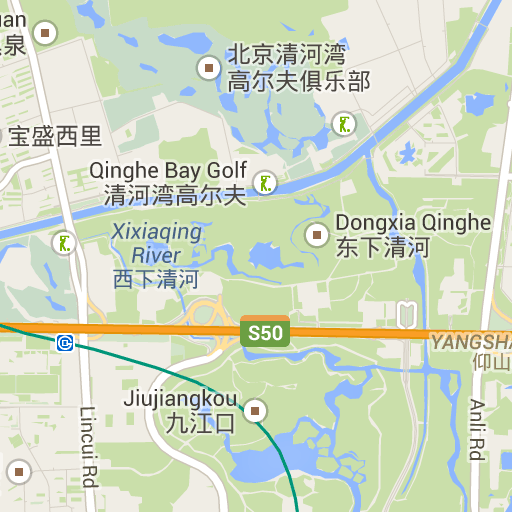 uan
泉
北京清河湾
高尔夫俱乐部
宝盛西里
Qinghe Bay Golf
清河湾高尔夫
Dongxia Qinghe
东下清河
Xixiaqing
River
西下清河
S50
YANGSHA
仰山
Jiujiangkou
九江口
Lincui Rd
Anli Rd